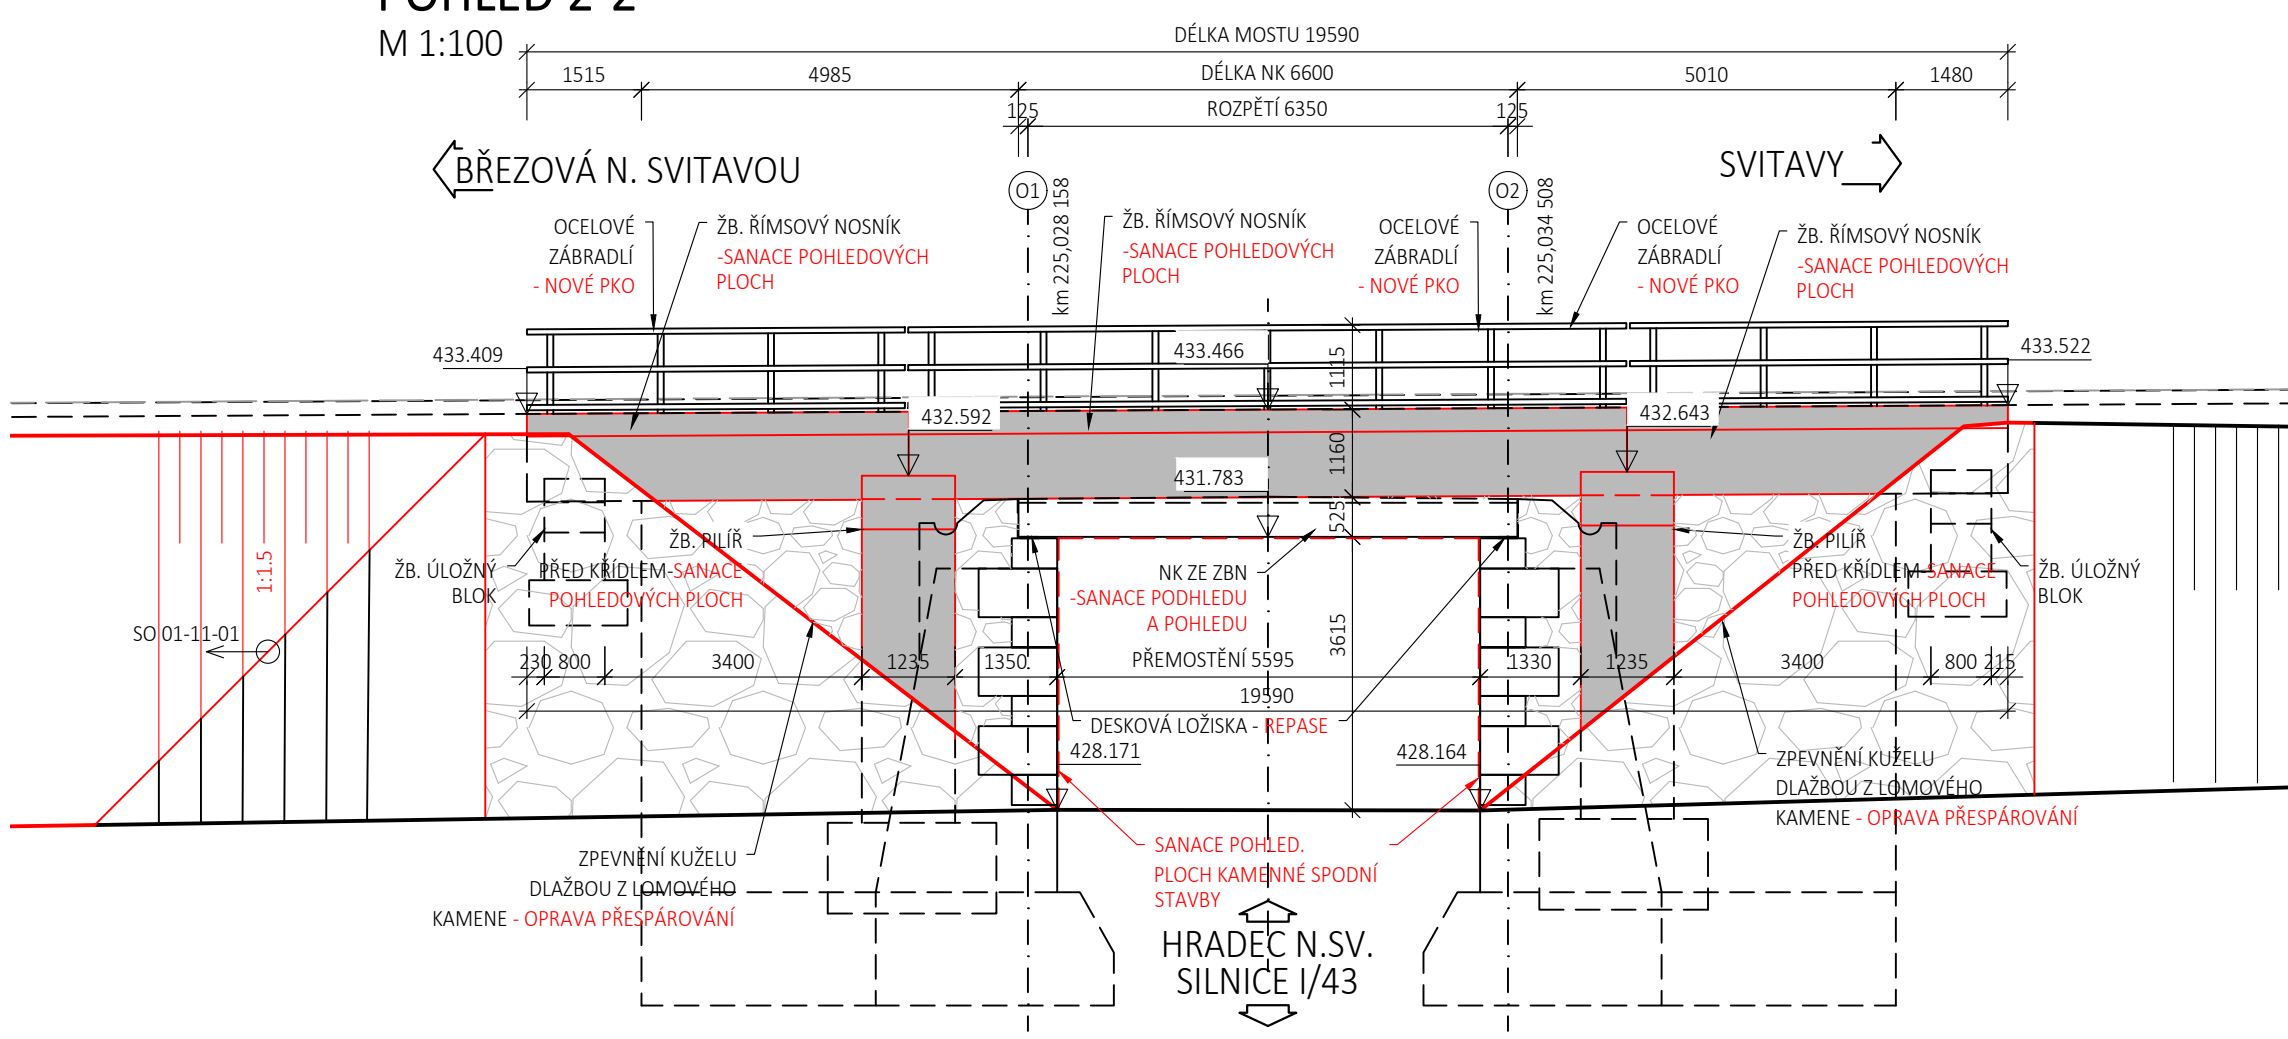 POHLED 2-2
M 1:100
DÉLKA MOSTU 19590
1515
4985
DÉLKA NK 6600
5010
1480
125
ROZPĚTÍ 6350
125
BŘEZOVÁ N. SVITAVOU
SVITAVY
O1
km 225,028 158
O2
km 225,034 508
OCELOVÉ
ZÁBRADLÍ
- NOVÉ PKO
ŽB. ŘÍMSOVÝ NOSNÍK
-SANACE POHLEDOVÝCH
PLOCH
ŽB. ŘÍMSOVÝ NOSNÍK
-SANACE POHLEDOVÝCH
PLOCH
OCELOVÉ
ZÁBRADLÍ
- NOVÉ PKO
OCELOVÉ
ZÁBRADLÍ
- NOVÉ PKO
ŽB. ŘÍMSOVÝ NOSNÍK
-SANACE POHLEDOVÝCH
PLOCH
433.409
433.466
1115
433.522
432.592
432.643
1160
431.783
525
1:1.5
ŽB. PILÍŘ
PŘED KŘÍDLEM-SANACE
POHLEDOVÝCH PLOCH
ŽB. ÚLOŽNÝ
BLOK
NK ZE ZBN
-SANACE PODHLEDU
A POHLEDU
3615
ŽB. PILÍŘ
PŘED KŘÍDLEM-SANACE
POHLEDOVÝCH PLOCH
ŽB. ÚLOŽNÝ
BLOK
SO 01-11-01
230
800
3400
1235
1350
PŘEMOSTĚNÍ 5595
1330
1235
3400
800
215
19590
DESKOVÁ LOŽISKA - REPASE
428.171
428.164
ZPEVNĚNÍ KUŽELU
DLAŽBOU Z LOMOVÉHO
KAMENE - OPRAVA PŘESPÁROVÁNÍ
SANACE POHLED.
PLOCH KAMENNÉ SPODNÍ
STAVBY
ZPEVNĚNÍ KUŽELU
DLAŽBOU Z LOMOVÉHO
KAMENE - OPRAVA PŘESPÁROVÁNÍ
HRADEC N.SV.
SILNICE I/43